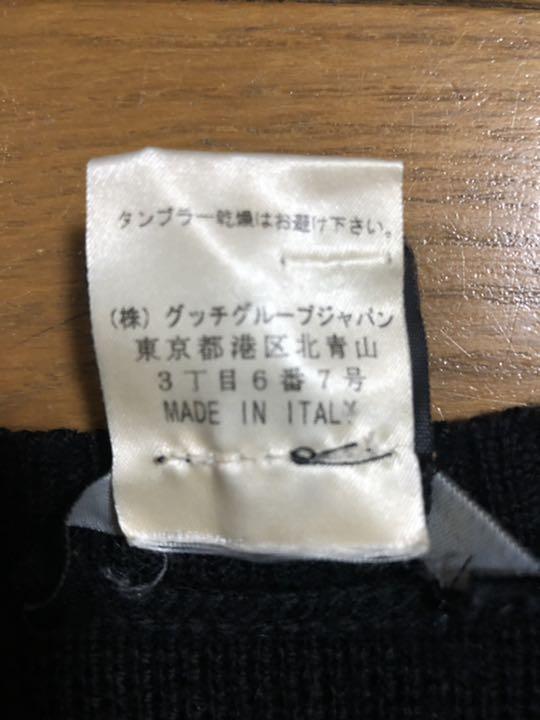 タンブラー乾燥はお避け下さい。
(株) グッチグループジャパン
東京都港区北青山
3丁目6番7号
MADE IN ITALY